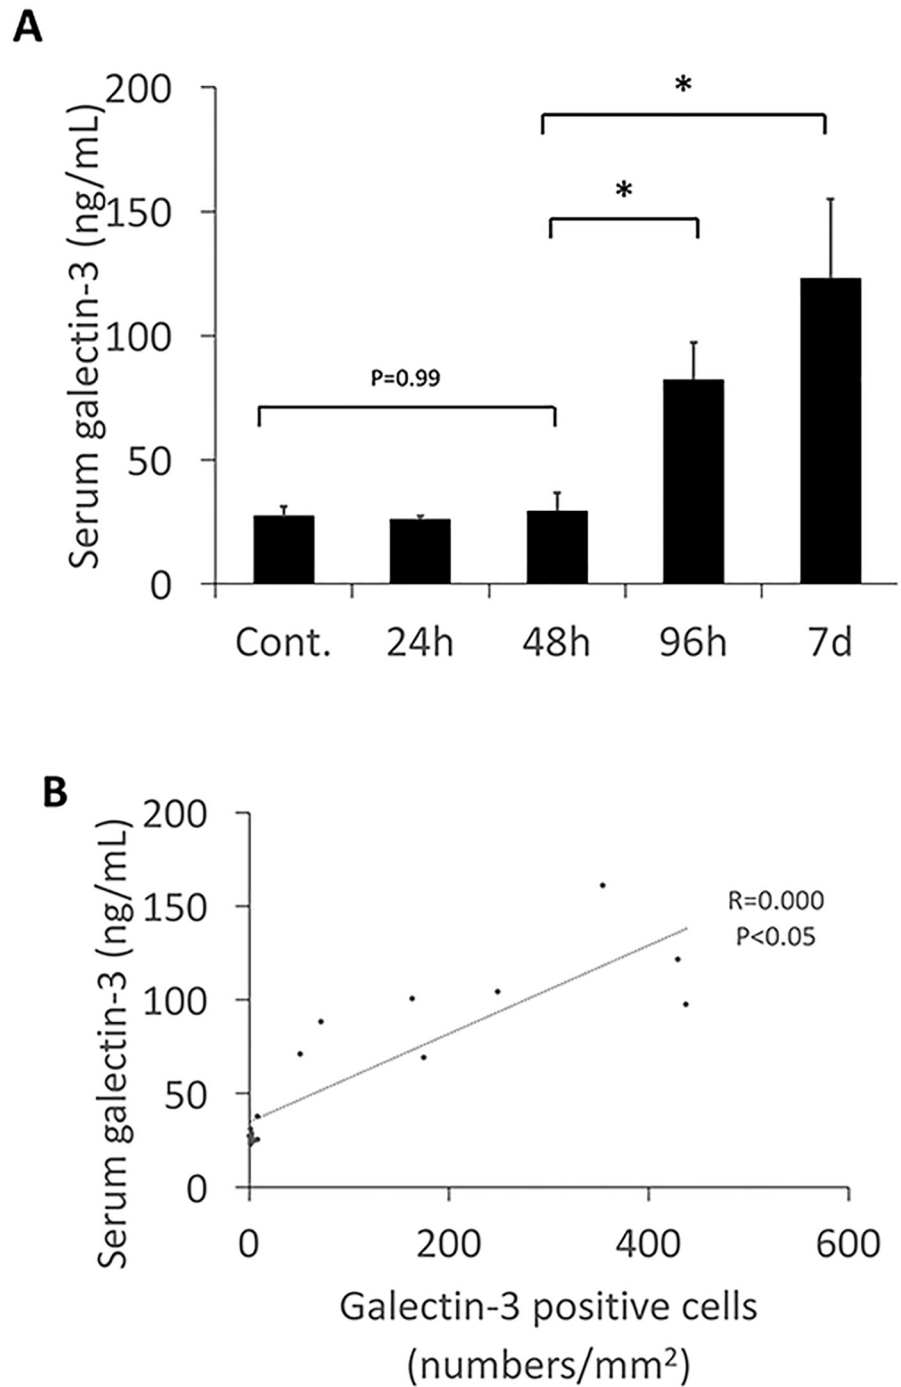 A
Serum galectin-3 (ng/mL)
200
150
100
50
0
*
*
P=0.99
Cont. 24h 48h 96h 7d
B
Serum galectin-3 (ng/mL)
200
150
100
50
0
R=0.000
P<0.05
0 200 400 600
Galectin-3 positive cells
(numbers/mm²)